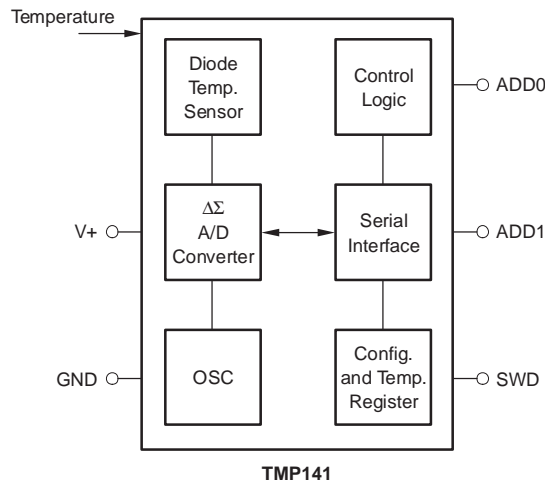 Temperature
Diode
Temp.
Sensor
Control
Logic
ADD0
V+
ΔΣ
A/D
Converter
Serial
Interface
ADD1
GND
OSC
Config.
and Temp.
Register
SWD
TMP141